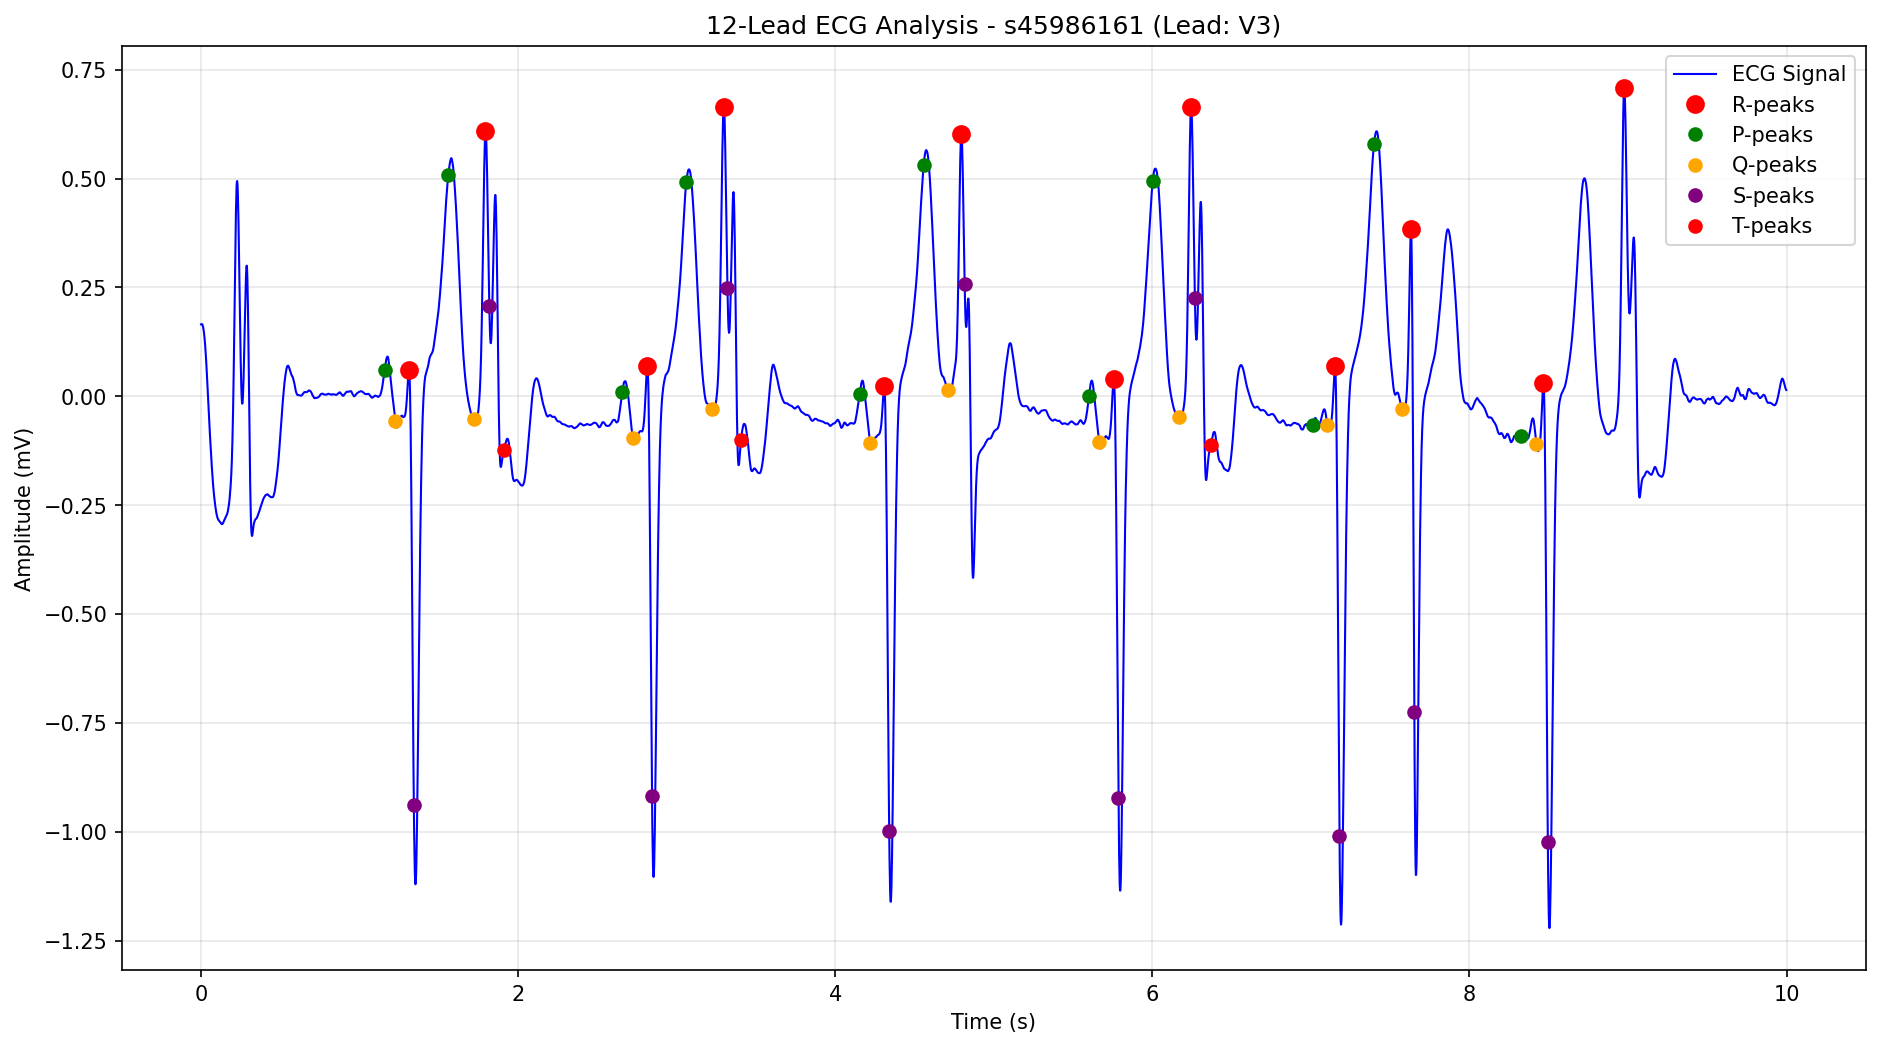 12-Lead ECG Analysis - s45986161 (Lead: V3)
ECG Signal
R-peaks
P-peaks
Q-peaks
S-peaks
T-peaks
Amplitude (mV)
0.75
0.50
0.25
0.00
−0.25
−0.50
−0.75
−1.00
−1.25
0 2 4 6 8 10
Time (s)